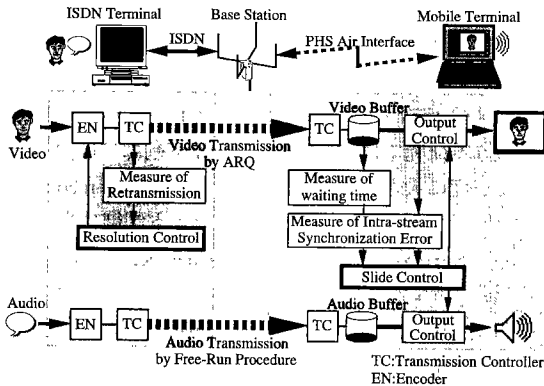 ISDN Terminal
Base Station
Mobile Terminal
ISDN
PHS Air Interface
Video Buffer
EN
TC
TC
Output
Control
Video
Video Transmission
by ARQ
Measure of
Retransmission
Measure of
waiting time
Resolution Control
Measure of Intra-stream
Synchronization Error
Slide Control
Audio
Audio Buffer
EN
TC
TC
Output
Control
Audio Transmission
by Free-Run Procedure
TC:Transmission Controller
EN:Encoder